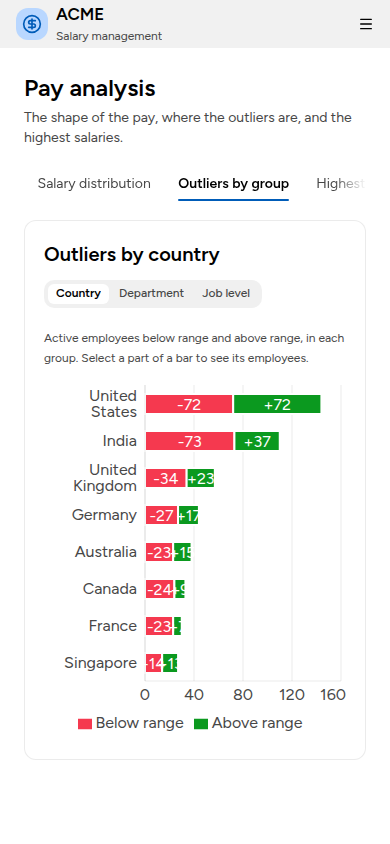 ACME
Salary management
Pay analysis
The shape of the pay, where the outliers are, and the
highest salaries.
Salary distribution Outliers by group Highest
Outliers by country
Country Department Job level
Active employees below range and above range, in each
group. Select a part of a bar to see its employees.
United
States
-72 +72
India -73 +37
United
Kingdom
-34 +23
Germany -27 +17
Australia -23 +15
Canada -24
France -23
Singapore -14
0 40 80 120 160
Below range Above range